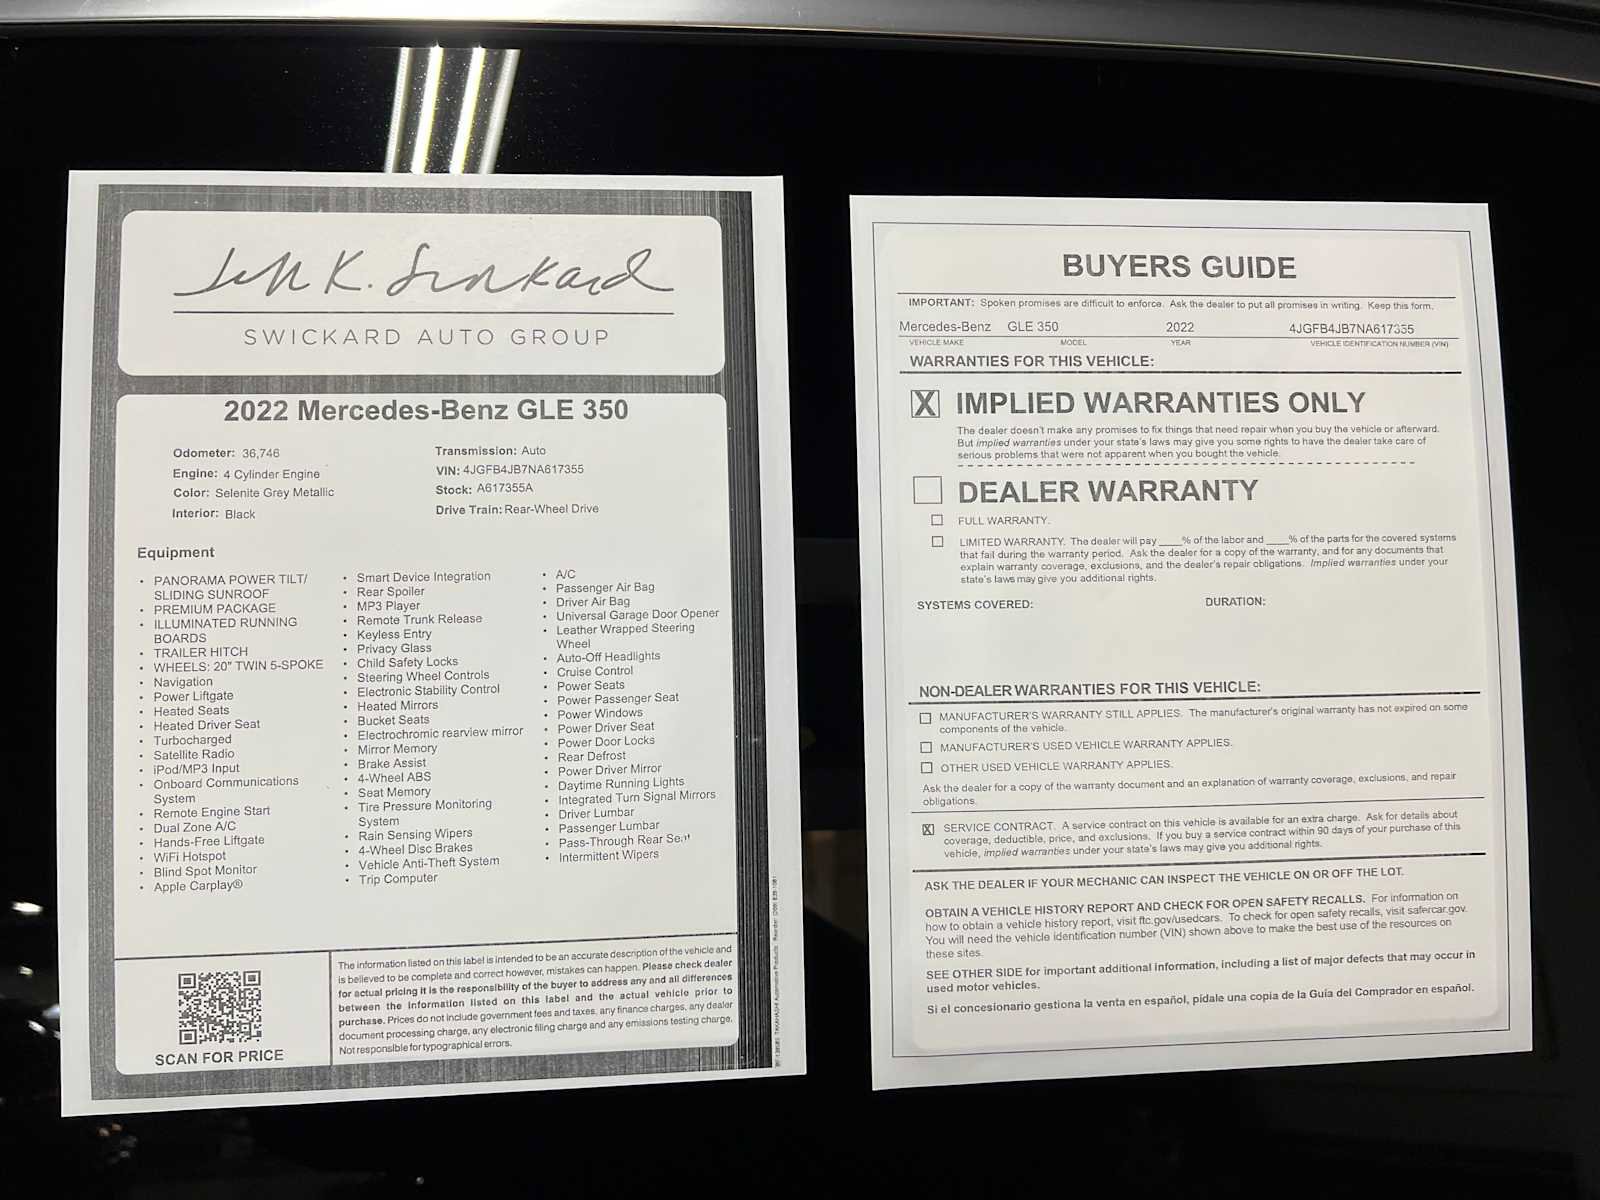 Jeff K. Swickard
SWICKARD AUTO GROUP
2022 Mercedes-Benz GLE 350
Odometer: 36,746
Engine: 4 Cylinder Engine
Color: Selenite Grey Metallic
Interior: Black
Transmission: Auto
VIN: 4JGFB4JB7NA617355
Stock: A617355A
Drive Train: Rear-Wheel Drive
Equipment
• PANORAMA POWER TILT/
SLIDING SUNROOF
• PREMIUM PACKAGE
• ILLUMINATED RUNNING
BOARDS
• TRAILER HITCH
• WHEELS: 20" TWIN 5-SPOKE
• Navigation
• Power Liftgate
• Heated Seats
• Heated Driver Seat
• Turbocharged
• Satellite Radio
• iPod/MP3 Input
• Onboard Communications
System
• Remote Engine Start
• Dual Zone A/C
• Hands-Free Liftgate
• WiFi Hotspot
• Blind Spot Monitor
• Apple Carplay®
• Smart Device Integration
• Rear Spoiler
• MP3 Player
• Remote Trunk Release
• Keyless Entry
• Privacy Glass
• Child Safety Locks
• Steering Wheel Controls
• Electronic Stability Control
• Heated Mirrors
• Bucket Seats
• Electrochromic rearview mirror
• Mirror Memory
• Brake Assist
• 4-Wheel ABS
• Seat Memory
• Tire Pressure Monitoring
System
• Rain Sensing Wipers
• 4-Wheel Disc Brakes
• Vehicle Anti-Theft System
• Trip Computer
• A/C
• Passenger Air Bag
• Driver Air Bag
• Universal Garage Door Opener
• Leather Wrapped Steering
Wheel
• Auto-Off Headlights
• Cruise Control
• Power Seats
• Power Passenger Seat
• Power Windows
• Power Driver Seat
• Power Door Locks
• Rear Defrost
• Power Driver Mirror
• Daytime Running Lights
• Integrated Turn Signal Mirrors
• Driver Lumbar
• Passenger Lumbar
• Pass-Through Rear Seat
• Intermittent Wipers
SCAN FOR PRICE
The information listed on this label is intended to be an accurate description of the vehicle and
is believed to be complete and correct however, mistakes can happen. Please check dealer
for actual pricing it is the responsibility of the buyer to address any and all differences
between the information listed on this label and the actual vehicle prior to
purchase. Prices do not include government fees and taxes, any finance charges, any dealer
document processing charge, any electronic filing charge and any emissions testing charge.
Not responsible for typographical errors.
BUYERS GUIDE
IMPORTANT: Spoken promises are difficult to enforce. Ask the dealer to put all promises in writing. Keep this form.
Mercedes-Benz GLE 350 2022 4JGFB4JB7NA617355
VEHICLE MAKE MODEL YEAR VEHICLE IDENTIFICATION NUMBER (VIN)
WARRANTIES FOR THIS VEHICLE:
X IMPLIED WARRANTIES ONLY
The dealer doesn't make any promises to fix things that need repair when you buy the vehicle or afterward.
But implied warranties under your state's laws may give you some rights to have the dealer take care of
serious problems that were not apparent when you bought the vehicle.
DEALER WARRANTY
FULL WARRANTY.
LIMITED WARRANTY. The dealer will pay ____% of the labor and ____% of the parts for the covered systems
that fail during the warranty period. Ask the dealer for a copy of the warranty, and for any documents that
explain warranty coverage, exclusions, and the dealer's repair obligations. Implied warranties under your
state's laws may give you additional rights.
SYSTEMS COVERED: DURATION:
NON-DEALER WARRANTIES FOR THIS VEHICLE:
MANUFACTURER'S WARRANTY STILL APPLIES. The manufacturer's original warranty has not expired on some
components of the vehicle.
MANUFACTURER'S USED VEHICLE WARRANTY APPLIES.
OTHER USED VEHICLE WARRANTY APPLIES.
Ask the dealer for a copy of the warranty document and an explanation of warranty coverage, exclusions, and repair
obligations.
X SERVICE CONTRACT. A service contract on this vehicle is available for an extra charge. Ask for details about
coverage, deductible, price, and exclusions. If you buy a service contract within 90 days of your purchase of this
vehicle, implied warranties under your state's laws may give you additional rights.
ASK THE DEALER IF YOUR MECHANIC CAN INSPECT THE VEHICLE ON OR OFF THE LOT.
OBTAIN A VEHICLE HISTORY REPORT AND CHECK FOR OPEN SAFETY RECALLS. For information on
how to obtain a vehicle history report, visit ftc.gov/usedcars. To check for open safety recalls, visit safercar.gov.
You will need the vehicle identification number (VIN) shown above to make the best use of the resources on
these sites.
SEE OTHER SIDE for important additional information, including a list of major defects that may occur in
used motor vehicles.
Si el concesionario gestiona la venta en español, pídale una copia de la Guía del Comprador en español.